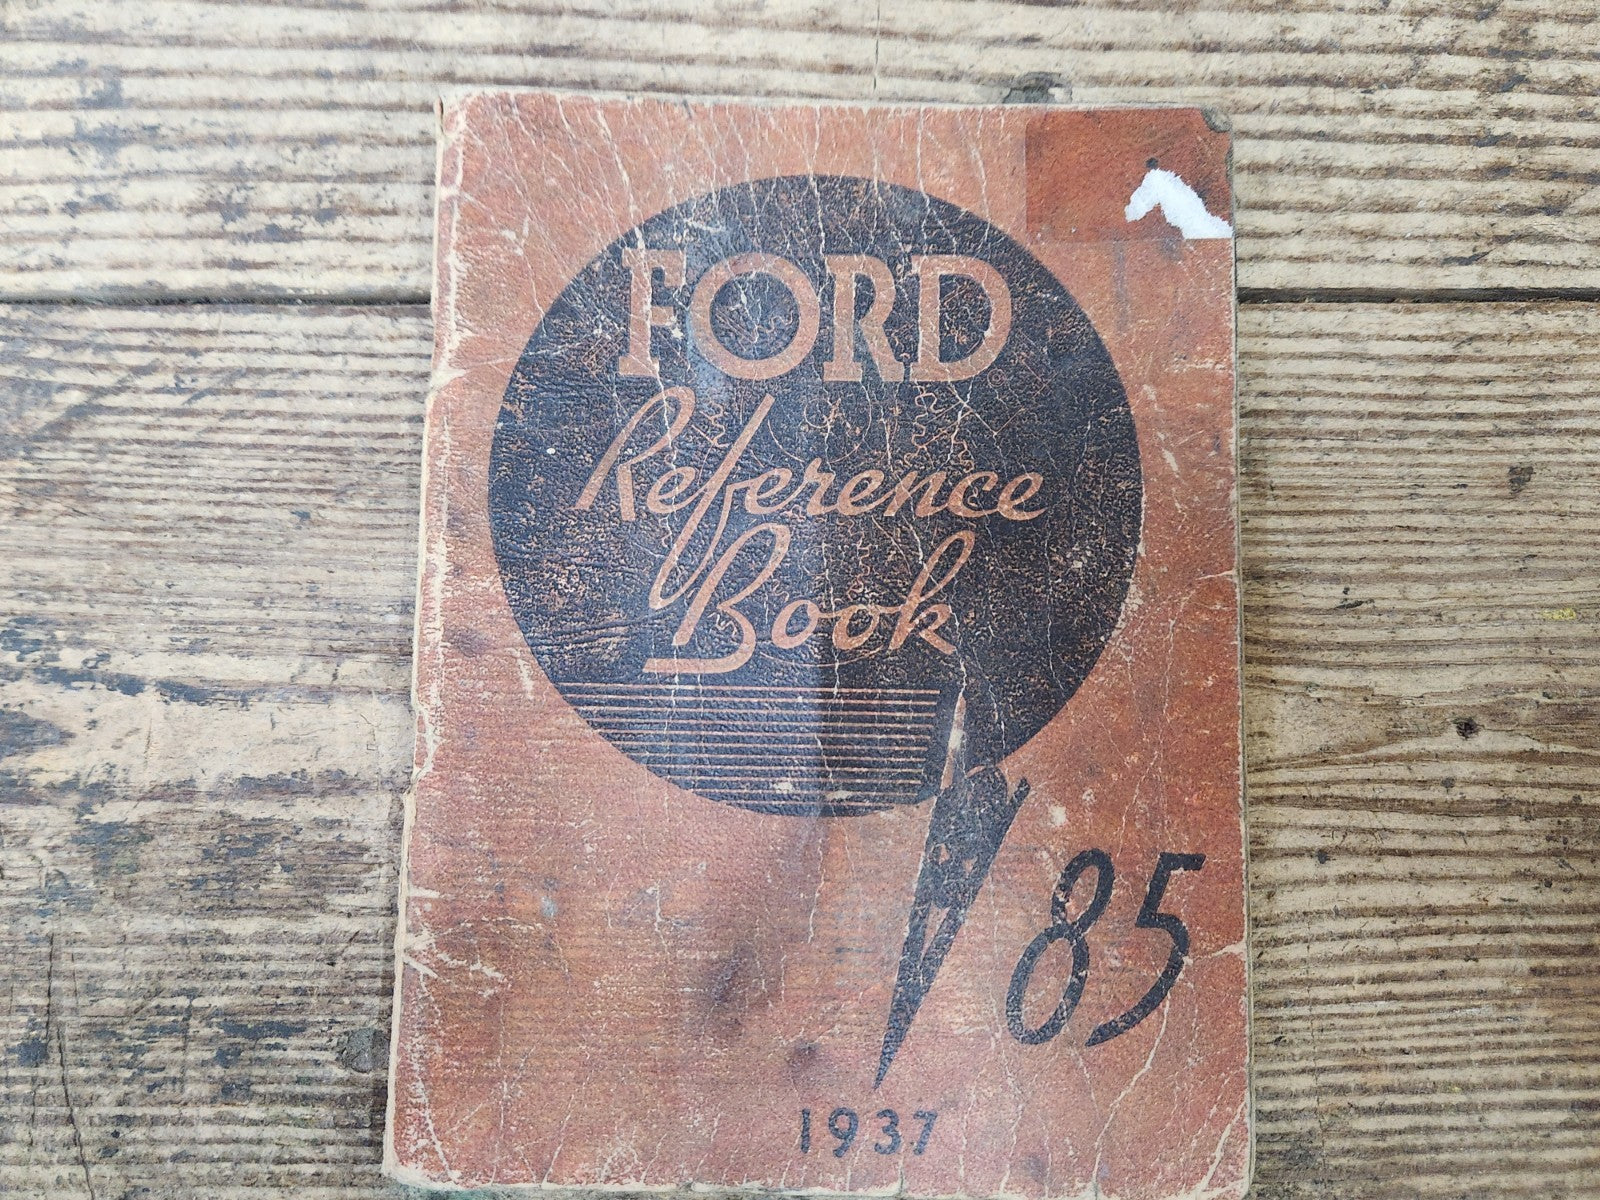 FORD
Reference
Book
V 85
1937